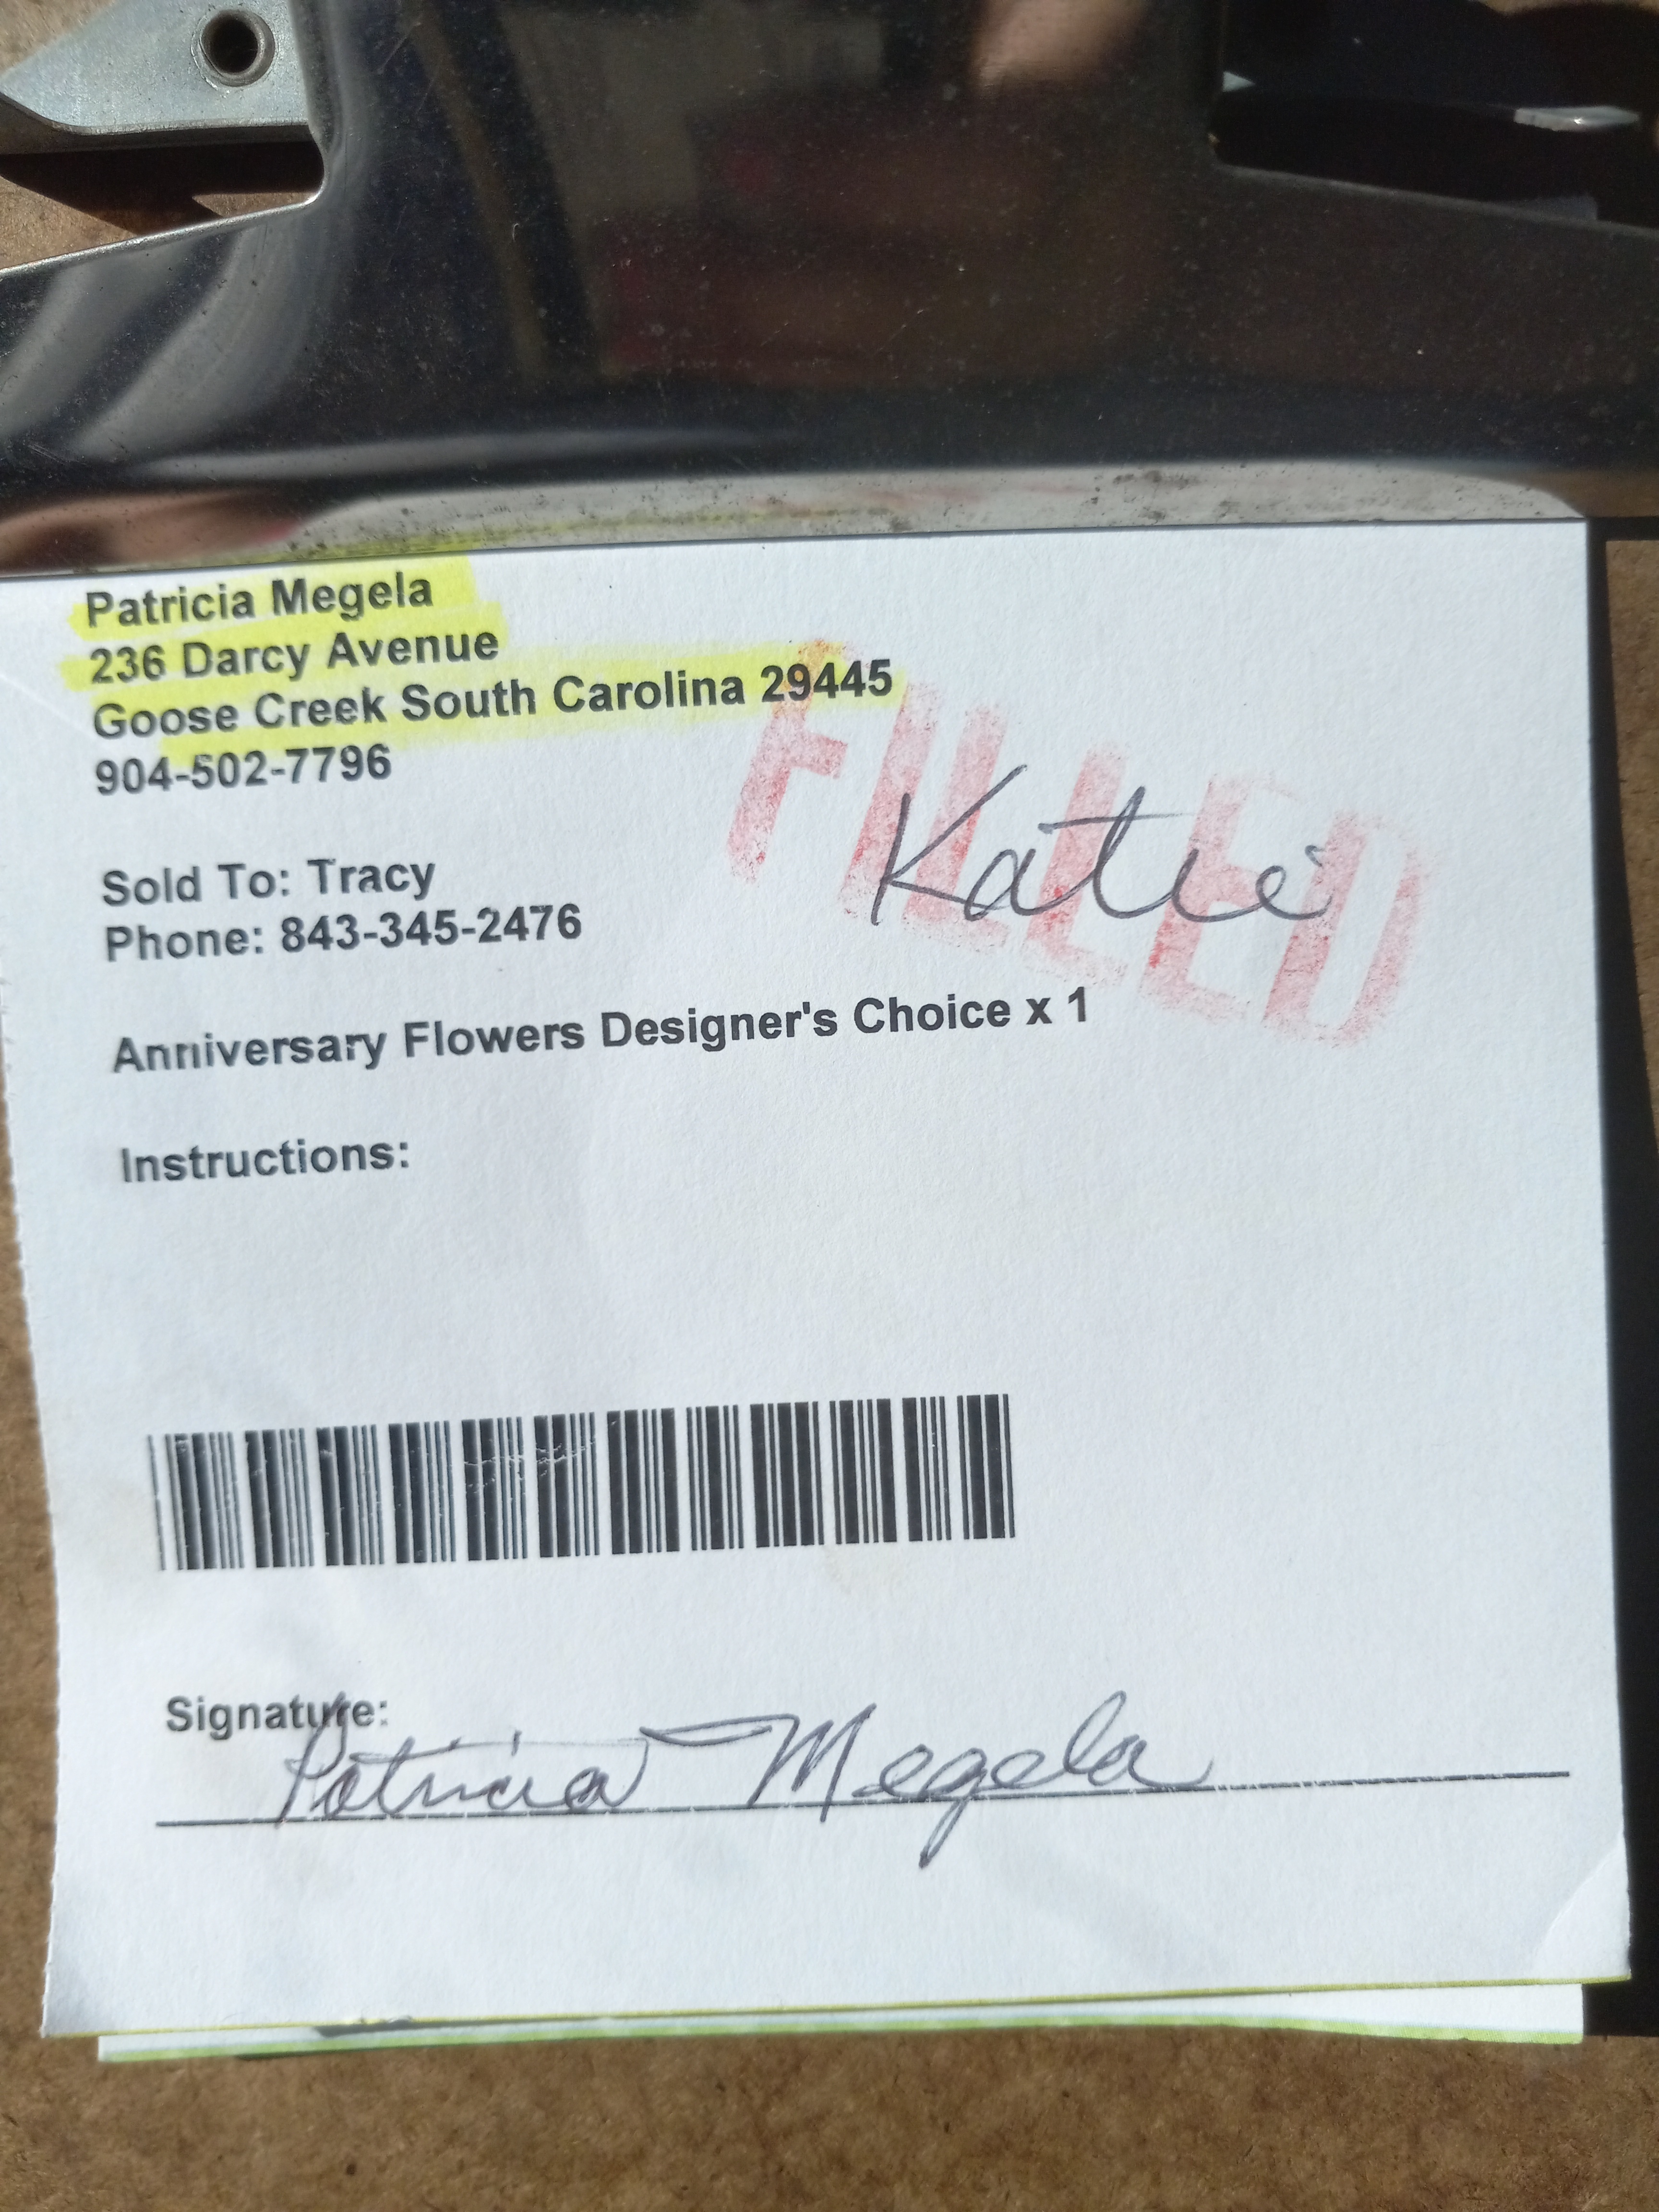 Patricia Megela
236 Darcy Avenue
Goose Creek South Carolina 29445
904-502-7796
FILLED
Katie
Sold To: Tracy
Phone: 843-345-2476
Anniversary Flowers Designer's Choice x 1
Instructions:
Signature:
Patricia Megela